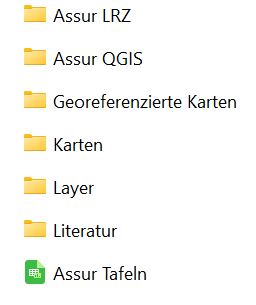 Assur LRZ
Assur QGIS
Georeferenzierte Karten
Karten
Layer
Literatur
Assur Tafeln